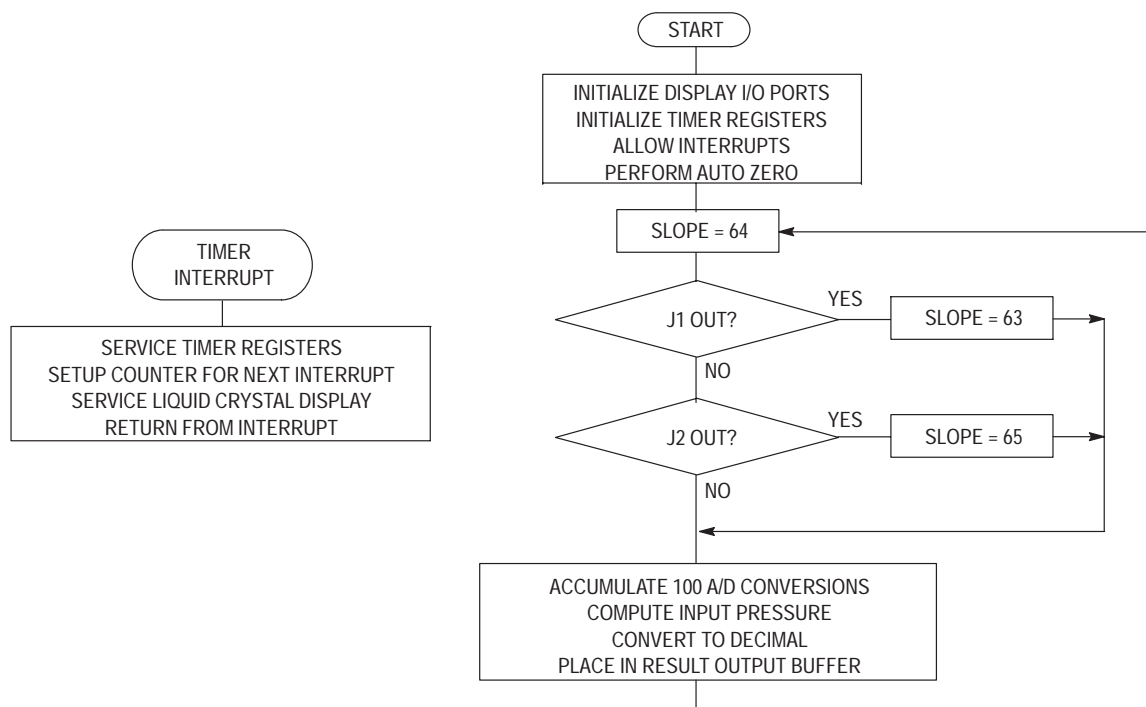 START
INITIALIZE DISPLAY I/O PORTS
INITIALIZE TIMER REGISTERS
ALLOW INTERRUPTS
PERFORM AUTO ZERO
SLOPE = 64
TIMER
INTERRUPT
SERVICE TIMER REGISTERS
SETUP COUNTER FOR NEXT INTERRUPT
SERVICE LIQUID CRYSTAL DISPLAY
RETURN FROM INTERRUPT
J1 OUT?
YES
SLOPE = 63
NO
J2 OUT?
YES
SLOPE = 65
NO
ACCUMULATE 100 A/D CONVERSIONS
COMPUTE INPUT PRESSURE
CONVERT TO DECIMAL
PLACE IN RESULT OUTPUT BUFFER